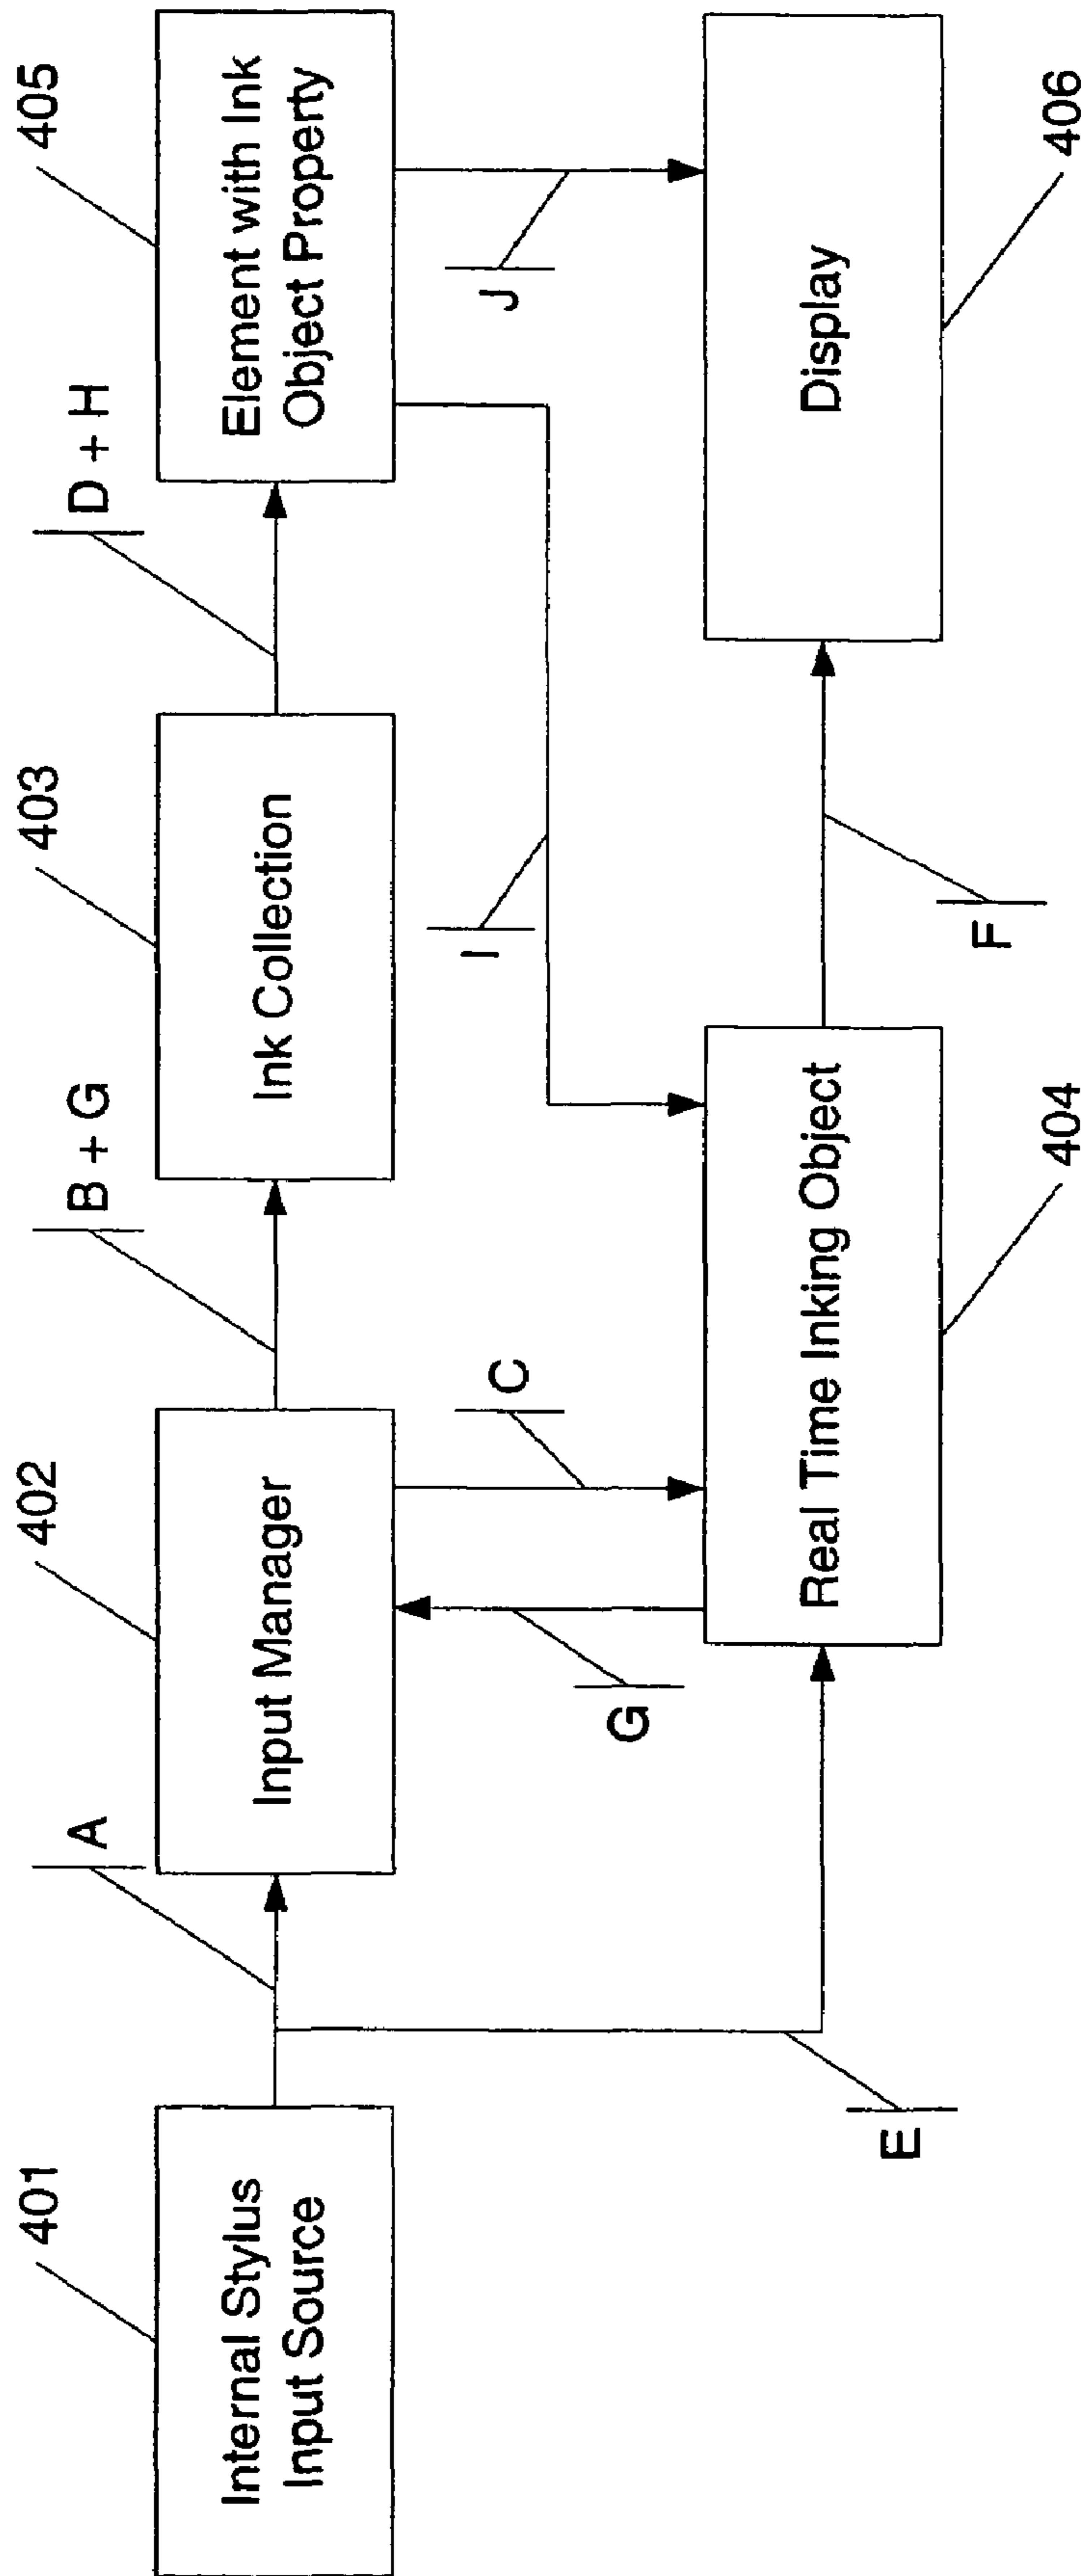 401
Internal Stylus
Input Source
A
E
402
Input Manager
G
C
B + G
403
Ink Collection
I
D + H
405
Element with Ink
Object Property
J
Real Time Inking Object
404
F
Display
406